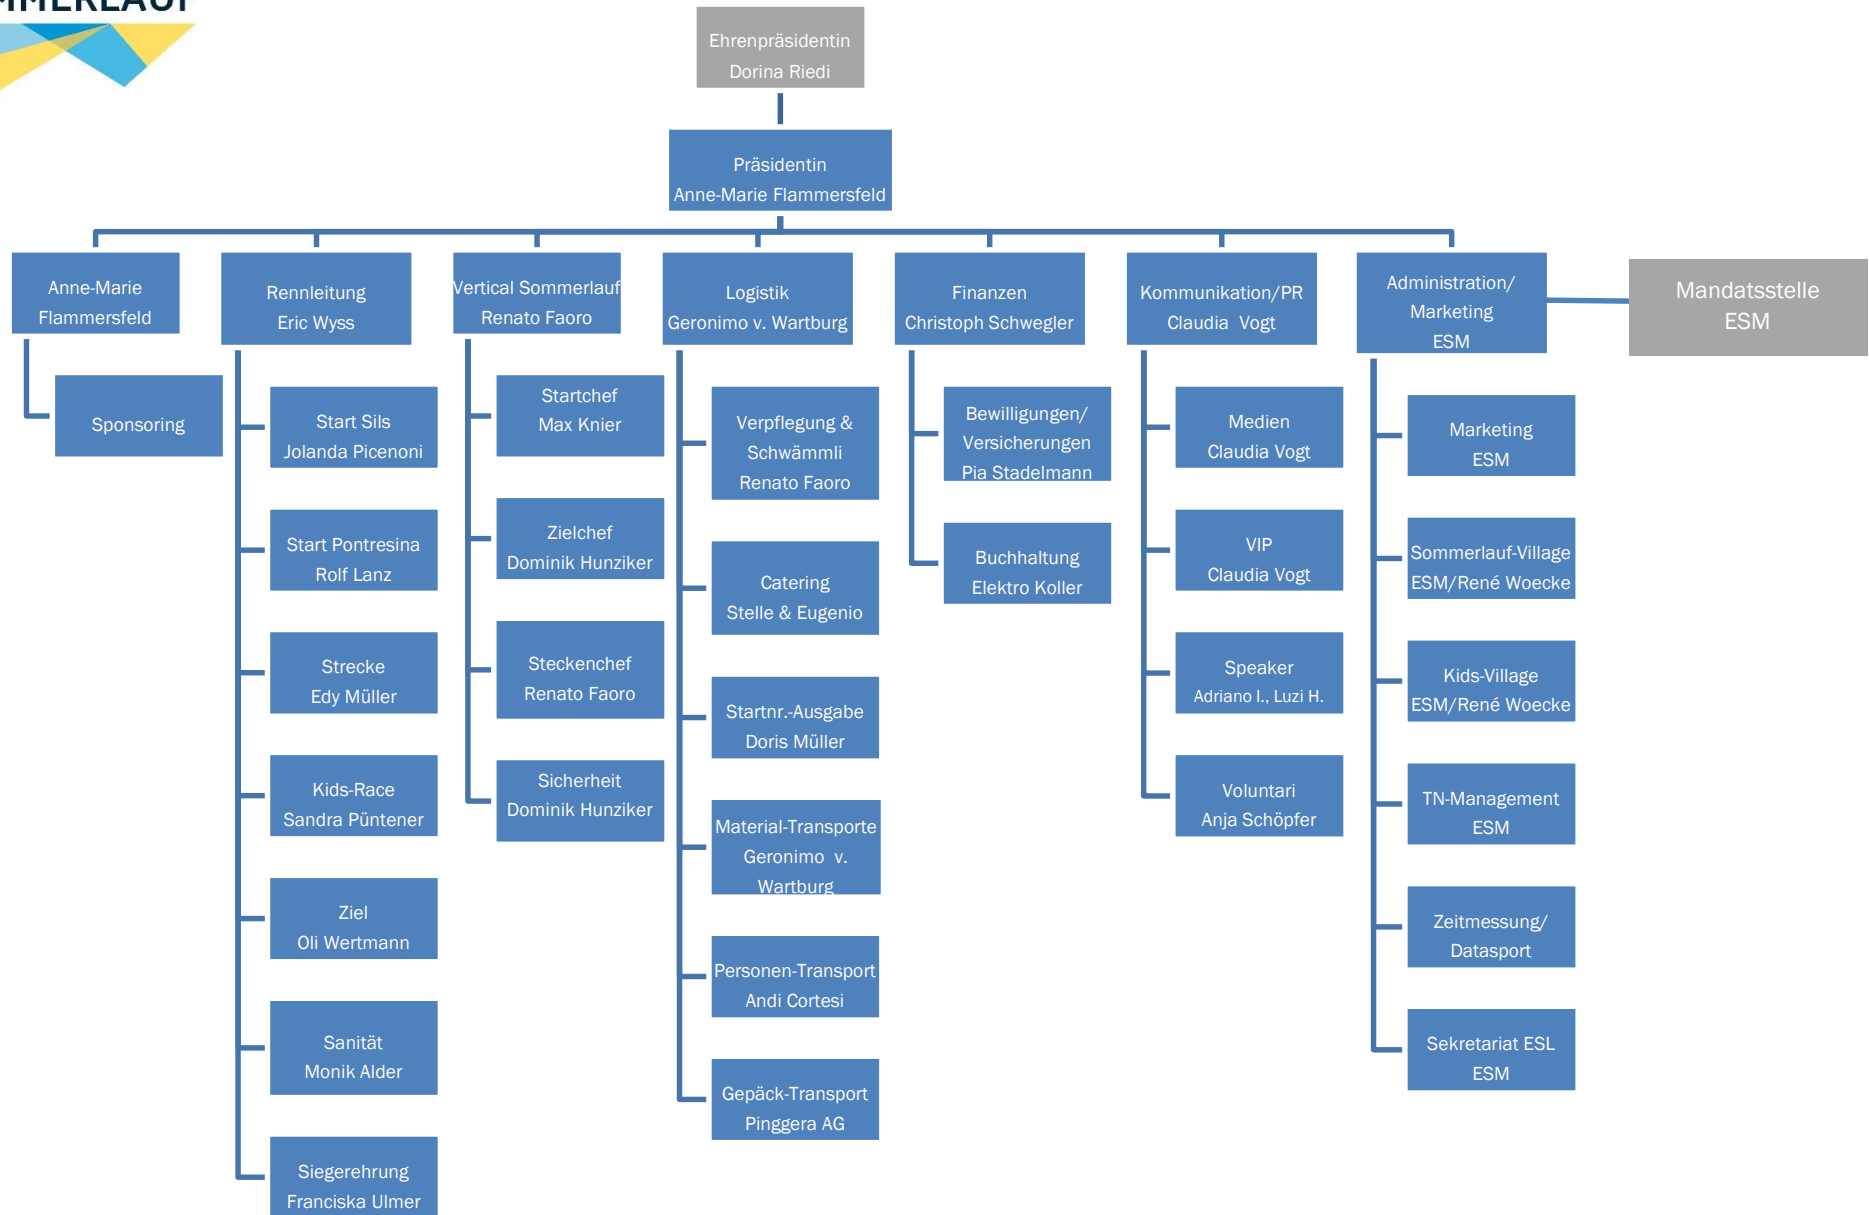 Ehrenpräsidentin
Dorina Riedi
Präsidentin
Anne-Marie Flammersfeld
Anne-Marie
Flammersfeld
Sponsoring
Rennleitung
Eric Wyss
Start Sils
Jolanda Picenoni
Start Pontresina
Rolf Lanz
Strecke
Edy Müller
Kids-Race
Sandra Püntener
Ziel
Oli Wertmann
Sanität
Monik Alder
Siegerehrung
Franciska Ulmer
Vertical Sommerlauf
Renato Faoro
Startchef
Max Knier
Zielchef
Dominik Hunziker
Steckenchef
Renato Faoro
Sicherheit
Dominik Hunziker
Logistik
Geronimo v. Wartburg
Verpflegung &
Schwämmli
Renato Faoro
Catering
Stelle & Eugenio
Startnr.-Ausgabe
Doris Müller
Material-Transporte
Geronimo v.
Wartburg
Personen-Transport
Andi Cortesi
Gepäck-Transport
Pinggera AG
Finanzen
Christoph Schwegler
Bewilligungen/
Versicherungen
Pia Stadelmann
Buchhaltung
Elektro Koller
Kommunikation/PR
Claudia Vogt
Medien
Claudia Vogt
VIP
Claudia Vogt
Speaker
Adriano I., Luzi H.
Voluntari
Anja Schöpfer
Administration/
Marketing
ESM
Marketing
ESM
Sommerlauf-Village
ESM/René Woecke
Kids-Village
ESM/René Woecke
TN-Management
ESM
Zeitmessung/
Datasport
Sekretariat ESL
ESM
Mandatsstelle
ESM